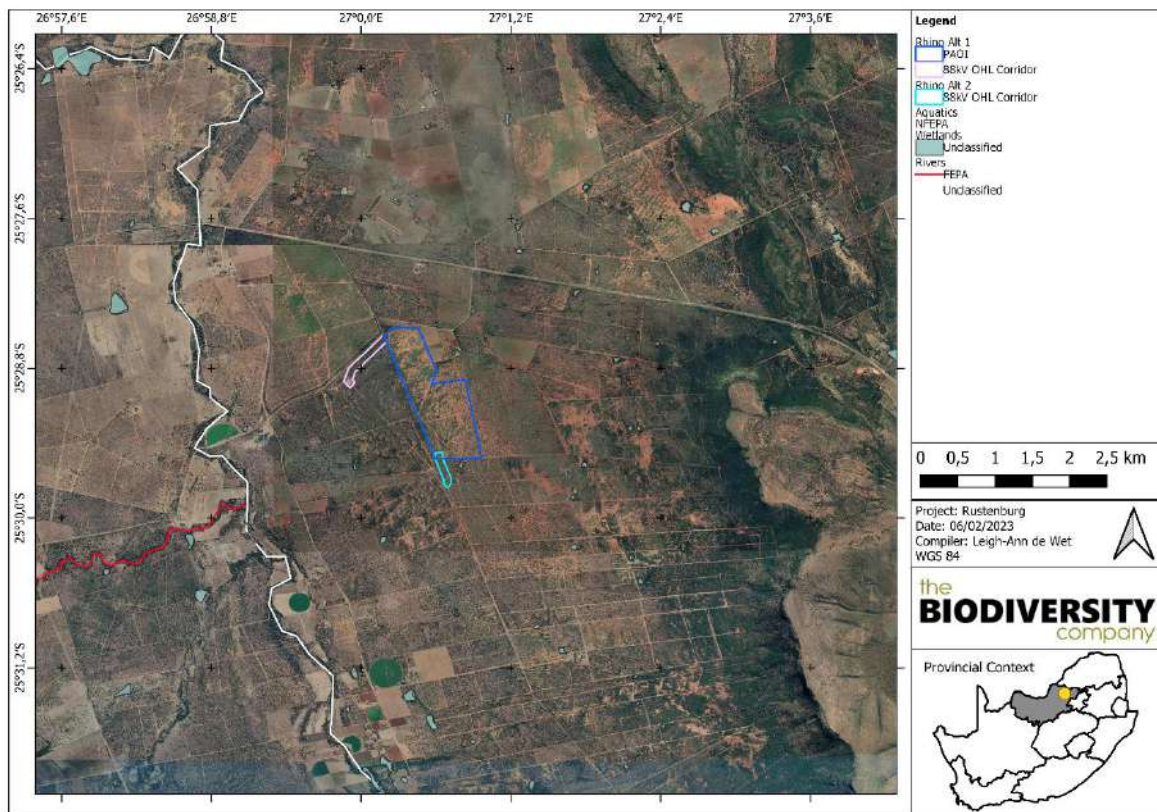 26°57,6'E 26°58,8'E 27°0,0'E 27°1,2'E 27°2,4'E 27°3,6'E
25°26,4'S
25°27,6'S
25°28,8'S
25°30,0'S
25°31,2'S
Legend
Rhino Alt 1
PAOI
88kV OHL Corridor
Rhino Alt 2
88kV OHL Corridor
Aquatics
NFEPA
Wetlands
Unclassified
Rivers
FEPA
Unclassified
0 0,5 1 1,5 2 2,5 km
Project: Rustenburg
Date: 06/02/2023
Compiler: Leigh-Ann de Wet
WGS 84
the
BIODIVERSITY
company
Provincial Context